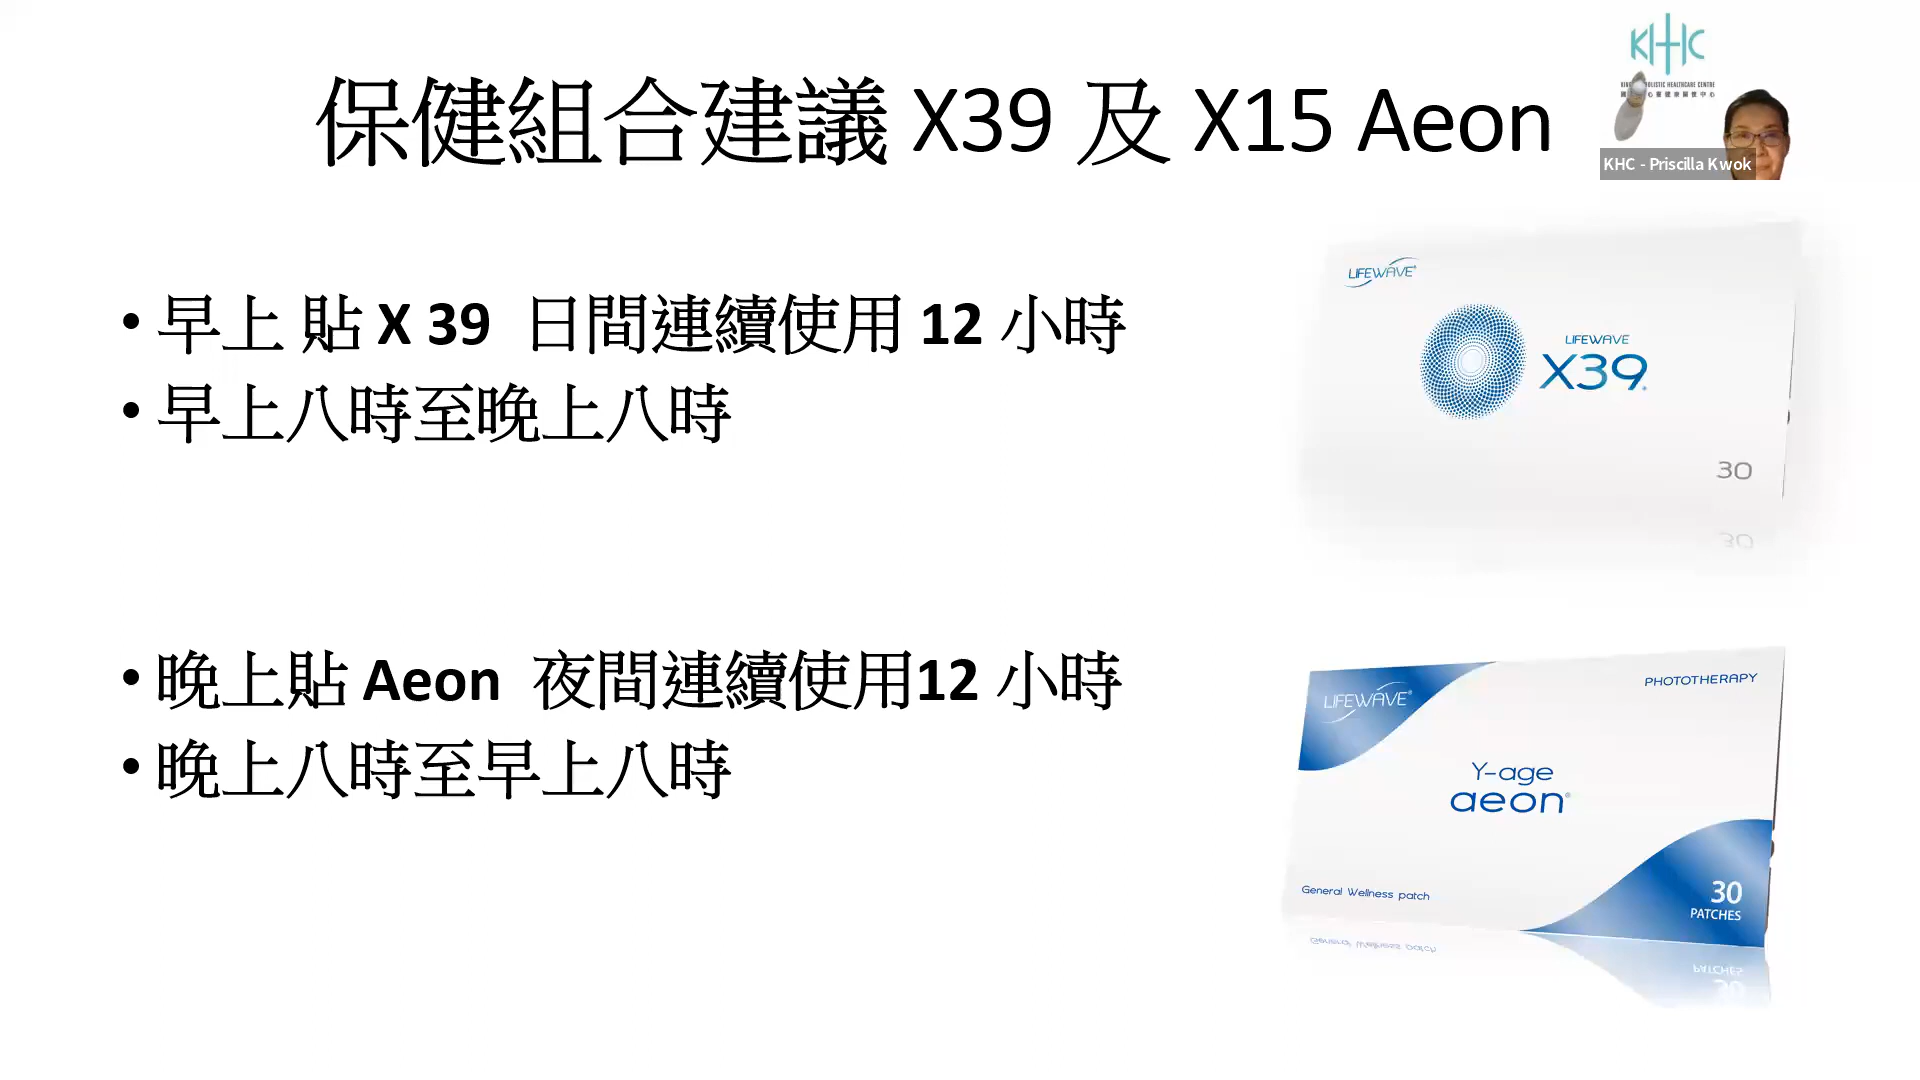 保健組合建議 X39 及 X15 Aeon
KHC
KHC - Priscilla Kwok
• 早上 貼 X 39 日間連續使用 12 小時
• 早上八時至晚上八時
LIFEWAVE®
LIFEWAVE
X39®
30
• 晚上貼 Aeon 夜間連續使用12 小時
• 晚上八時至早上八時
LIFEWAVE®
PHOTOTHERAPY
Y-age
aeon®
General Wellness patch
30
PATCHES